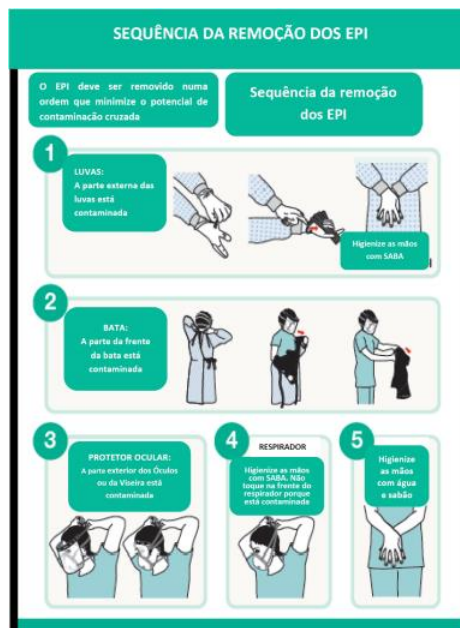 SEQUÊNCIA DA REMOÇÃO DOS EPI
O EPI deve ser removido numa
ordem que minimize o potencial de
contaminação cruzada
Sequência da remoção
dos EPI
1
LUVAS:
A parte externa das
luvas está
contaminada
Higienize as mãos
com SABA
2
BATA:
A parte da frente
da bata está
contaminada
3
PROTETOR OCULAR:
A parte exterior dos Óculos
ou da Viseira está
contaminada
4
RESPIRADOR
Higienize as mãos
com SABA. Não
toque na frente do
respirador porque
está contaminada
5
Higienize
as mãos
com água
e sabão